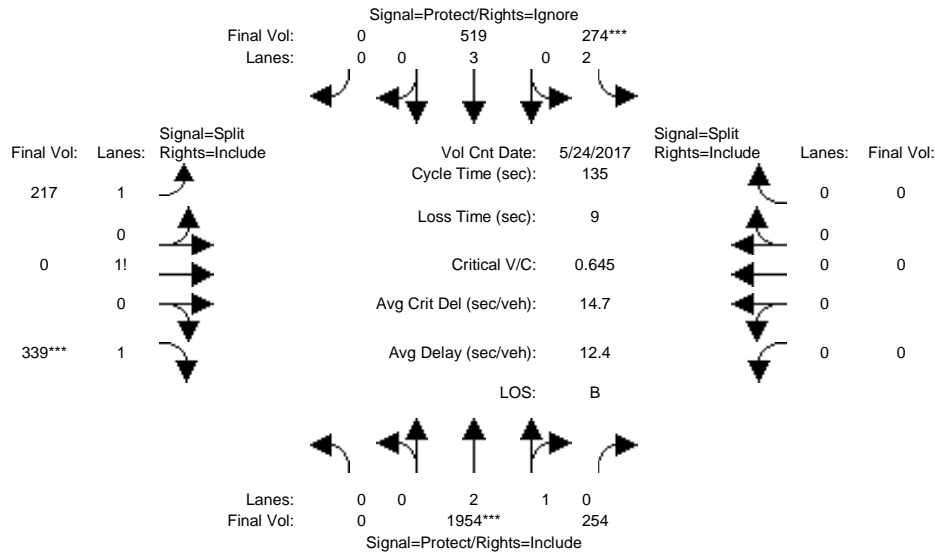 Signal=Protect/Rights=Ignore
Final Vol: 0 519 274***
Lanes: 0 0 3 0 2
Signal=Split Signal=Split
Final Vol: Lanes: Rights=Include Vol Cnt Date: 5/24/2017 Rights=Include Lanes: Final Vol:
Cycle Time (sec): 135
217 1 0 0
Loss Time (sec): 9
0 0
0 1! Critical V/C: 0.645 0 0
0 Avg Crit Del (sec/veh): 14.7 0
339*** 1 Avg Delay (sec/veh): 12.4 0 0
LOS: B
Lanes: 0 0 2 1 0
Final Vol: 0 1954*** 254
Signal=Protect/Rights=Include